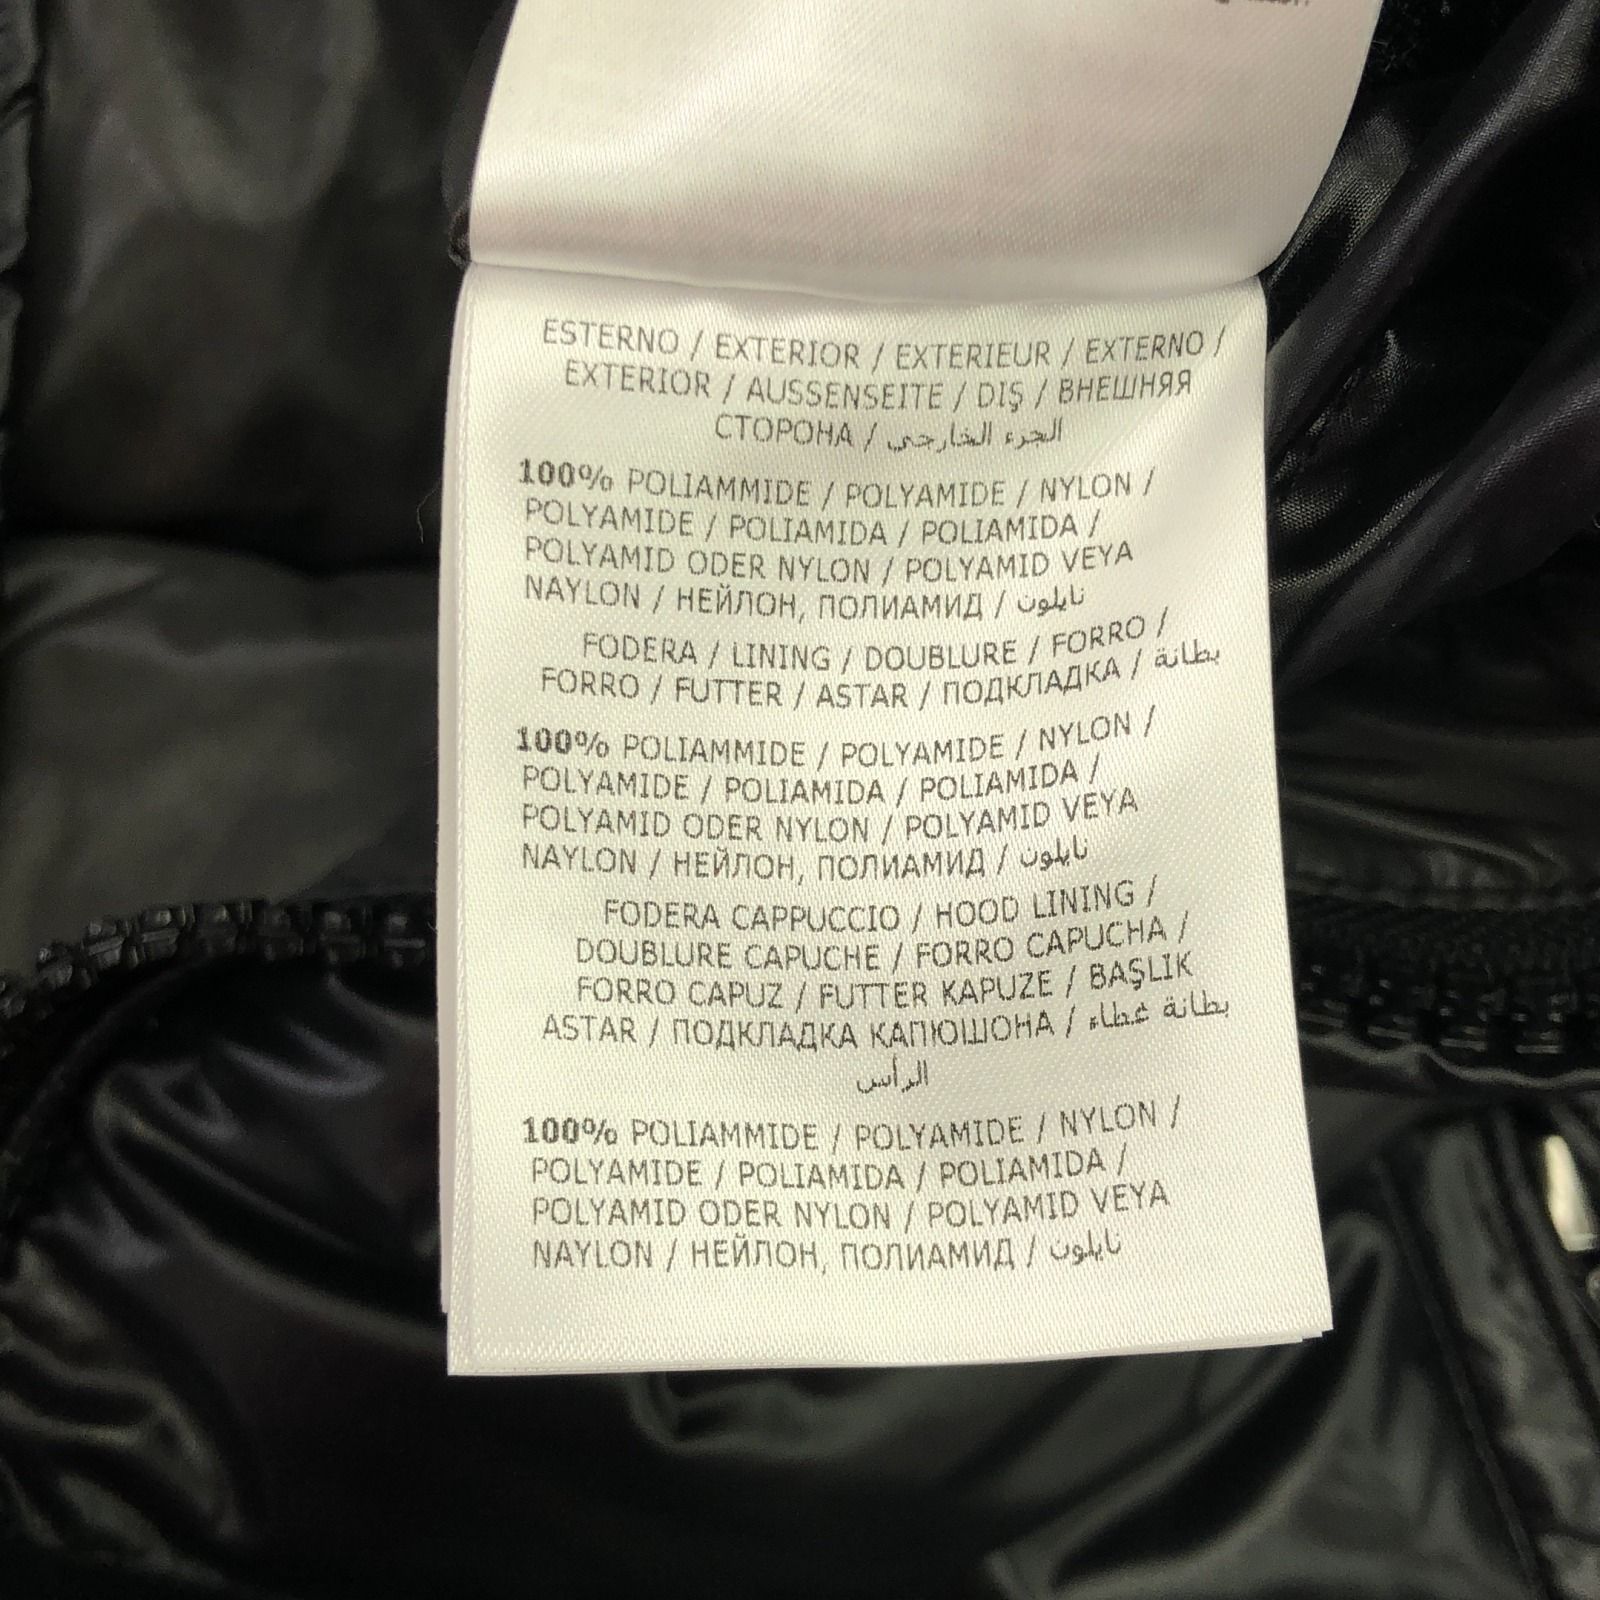 ESTERNO / EXTERIOR / EXTERIEUR / EXTERNO /
EXTERIOR / AUSSENSEITE / DIŞ / ВНЕШНЯЯ
СТОРОНА / الجزء الخارجي
100% POLIAMMIDE / POLYAMIDE / NYLON /
POLYAMIDE / POLIAMIDA / POLIAMIDA /
POLYAMID ODER NYLON / POLYAMID VEYA
NAYLON / НЕЙЛОН, ПОЛИАМИД / نايلون
FODERA / LINING / DOUBLURE / FORRO /
FORRO / FUTTER / ASTAR / ПОДКЛАДКА / بطانة
100% POLIAMMIDE / POLYAMIDE / NYLON /
POLYAMIDE / POLIAMIDA / POLIAMIDA /
POLYAMID ODER NYLON / POLYAMID VEYA
NAYLON / НЕЙЛОН, ПОЛИАМИД / نايلون
FODERA CAPPUCCIO / HOOD LINING /
DOUBLURE CAPUCHE / FORRO CAPUCHA /
FORRO CAPUZ / FUTTER KAPUZE / BAŞLIK
ASTAR / ПОДКЛАДКА КАПЮШОНА / بطانة غطاء
الرأس
100% POLIAMMIDE / POLYAMIDE / NYLON /
POLYAMIDE / POLIAMIDA / POLIAMIDA /
POLYAMID ODER NYLON / POLYAMID VEYA
NAYLON / НЕЙЛОН, ПОЛИАМИД / نايلون